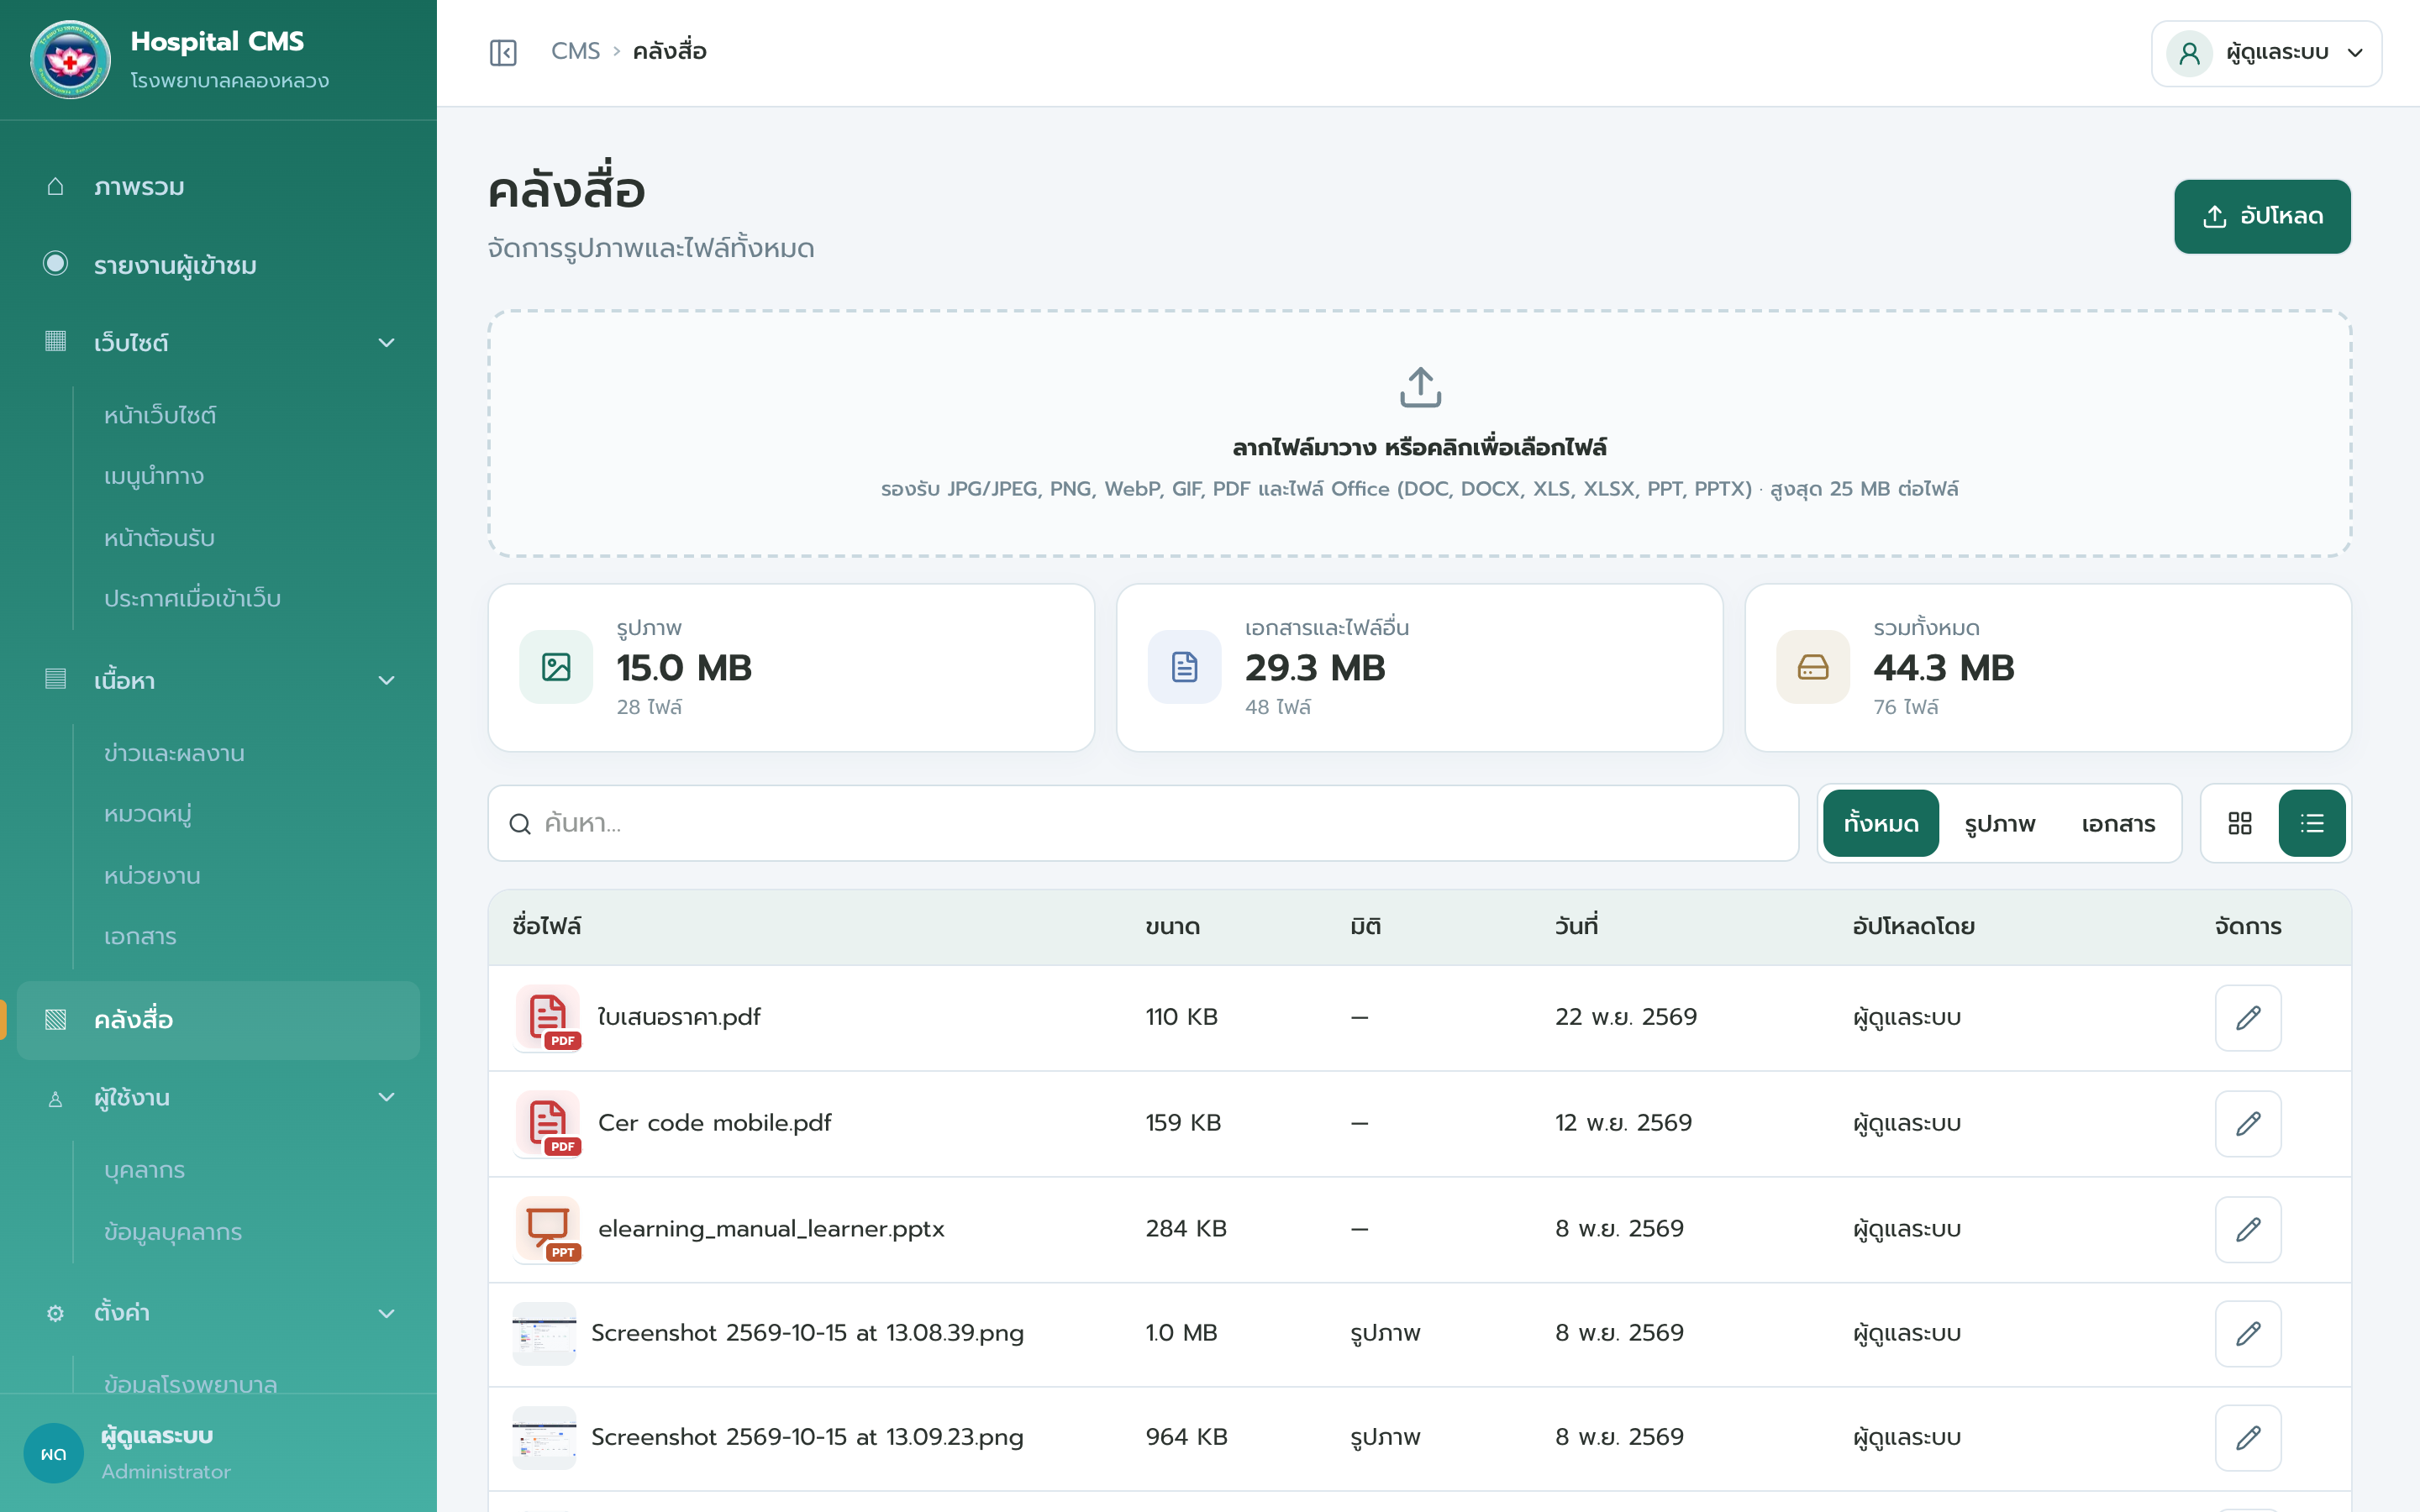 Hospital CMS
โรงพยาบาลคลองหลวง
ภาพรวม
รายงานผู้เข้าชม
เว็บไซต์
หน้าเว็บไซต์
เมนูนำทาง
หน้าต้อนรับ
ประกาศเมื่อเข้าเว็บ
เนื้อหา
ข่าวและผลงาน
หมวดหมู่
หน่วยงาน
เอกสาร
คลังสื่อ
ผู้ใช้งาน
บุคลากร
ข้อมูลบุคลากร
ตั้งค่า
ข้อมูลโรงพยาบาล
ผด
ผู้ดูแลระบบ
Administrator
CMS › คลังสื่อ
ผู้ดูแลระบบ
คลังสื่อ
จัดการรูปภาพและไฟล์ทั้งหมด
อัปโหลด
ลากไฟล์มาวาง หรือคลิกเพื่อเลือกไฟล์
รองรับ JPG/JPEG, PNG, WebP, GIF, PDF และไฟล์ Office (DOC, DOCX, XLS, XLSX, PPT, PPTX) · สูงสุด 25 MB ต่อไฟล์
รูปภาพ
15.0 MB
28 ไฟล์
เอกสารและไฟล์อื่น
29.3 MB
48 ไฟล์
รวมทั้งหมด
44.3 MB
76 ไฟล์
ค้นหา...
ทั้งหมด รูปภาพ เอกสาร
ชื่อไฟล์ ขนาด มิติ วันที่ อัปโหลดโดย จัดการ
PDF ใบเสนอราคา.pdf 110 KB — 22 พ.ย. 2569 ผู้ดูแลระบบ
PDF Cer code mobile.pdf 159 KB — 12 พ.ย. 2569 ผู้ดูแลระบบ
PPT elearning_manual_learner.pptx 284 KB — 8 พ.ย. 2569 ผู้ดูแลระบบ
Screenshot 2569-10-15 at 13.08.39.png 1.0 MB รูปภาพ 8 พ.ย. 2569 ผู้ดูแลระบบ
Screenshot 2569-10-15 at 13.09.23.png 964 KB รูปภาพ 8 พ.ย. 2569 ผู้ดูแลระบบ